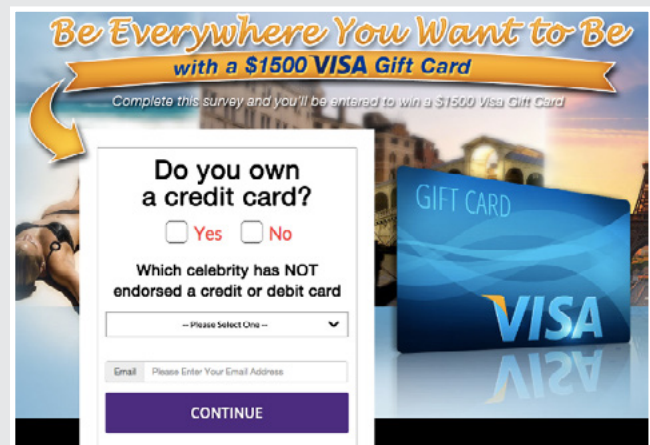 Be Everywhere You Want to Be
with a $1500 VISA Gift Card
Complete this survey and you'll be entered to win a $1500 Visa Gift Card
Do you own
a credit card?
Yes No
Which celebrity has NOT
endorsed a credit or debit card
-- Please Select One --
Email Please Enter Your Email Address
CONTINUE
GIFT CARD
VISA